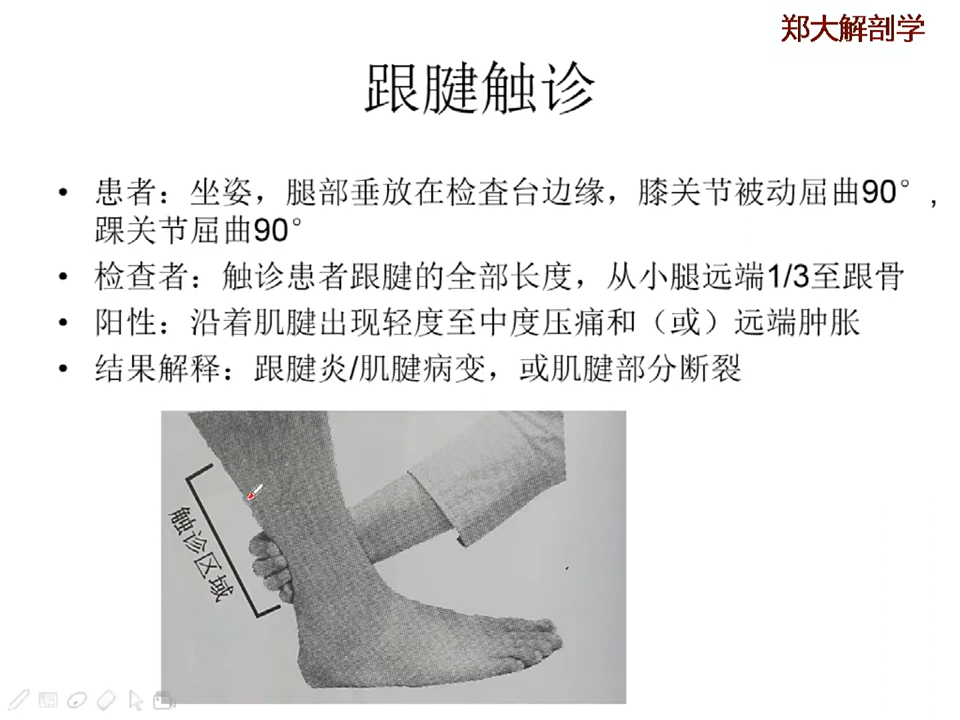 郑大解剖学
跟腱触诊
• 患者：坐姿，腿部垂放在检查台边缘，膝关节被动屈曲90°，
踝关节屈曲90°
• 检查者：触诊患者跟腱的全部长度，从小腿远端1/3至跟骨
• 阳性：沿着肌腱出现轻度至中度压痛和（或）远端肿胀
• 结果解释：跟腱炎/肌腱病变，或肌腱部分断裂
触诊区域